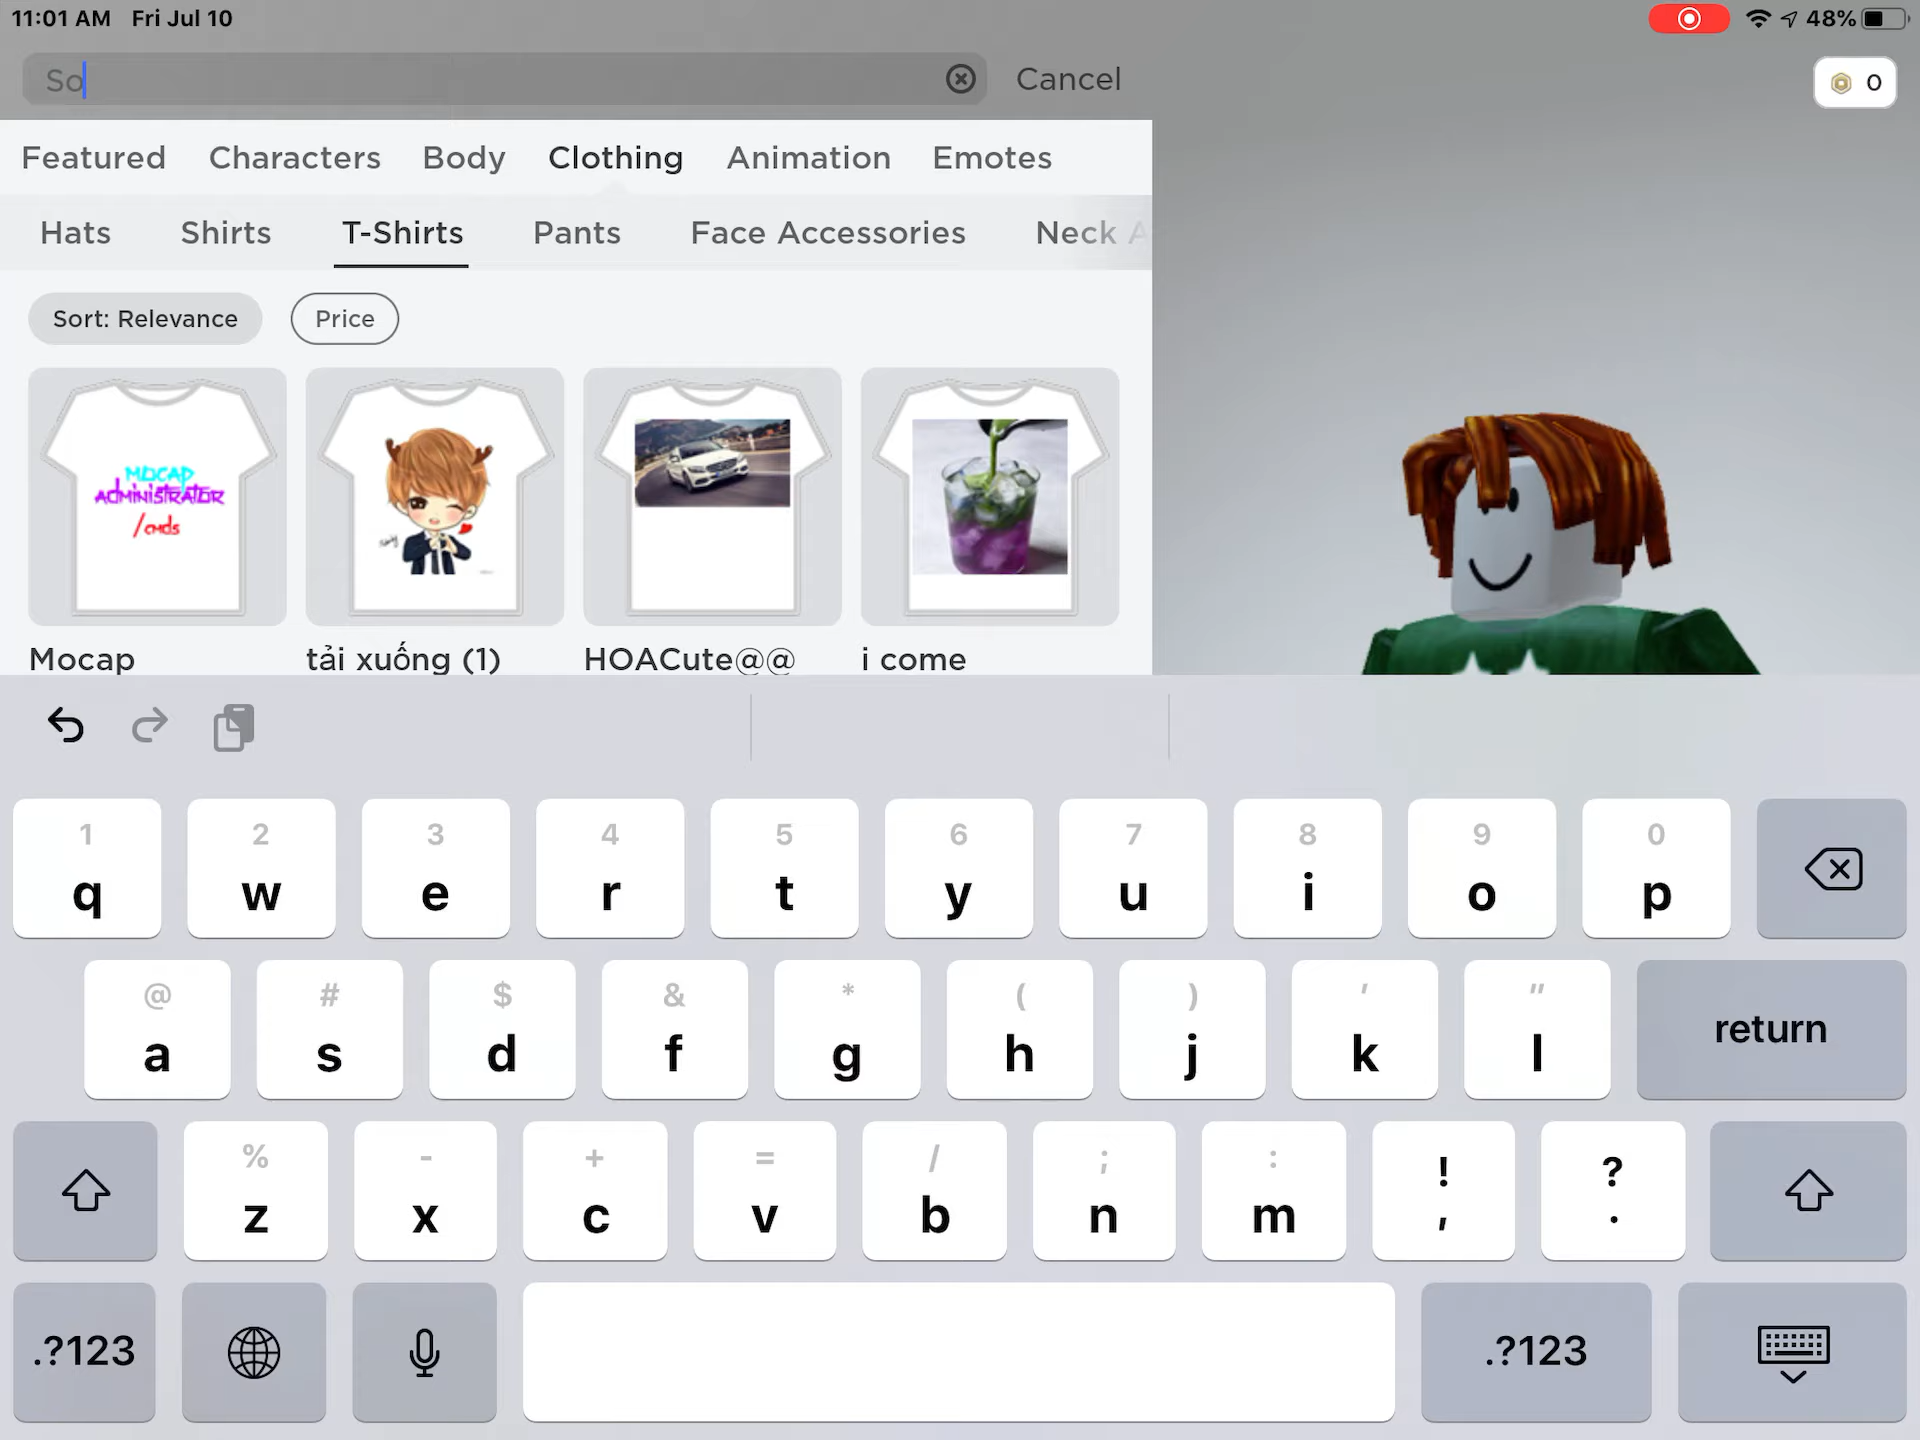 11:01 AM Fri Jul 10 48%
So Cancel 0
Featured Characters Body Clothing Animation Emotes
Hats Shirts T-Shirts Pants Face Accessories Neck A
Sort: Relevance Price
MOCAP
ADMINISTRATOR
/cmds
Mocap tải xuống (1) HOACute@@ i come
1 2 3 4 5 6 7 8 9 0
q w e r t y u i o p
@ # $ & * ( ) ' "
a s d f g h j k l return
% - + = / ; : ! ?
z x c v b n m , .
.?123 .?123